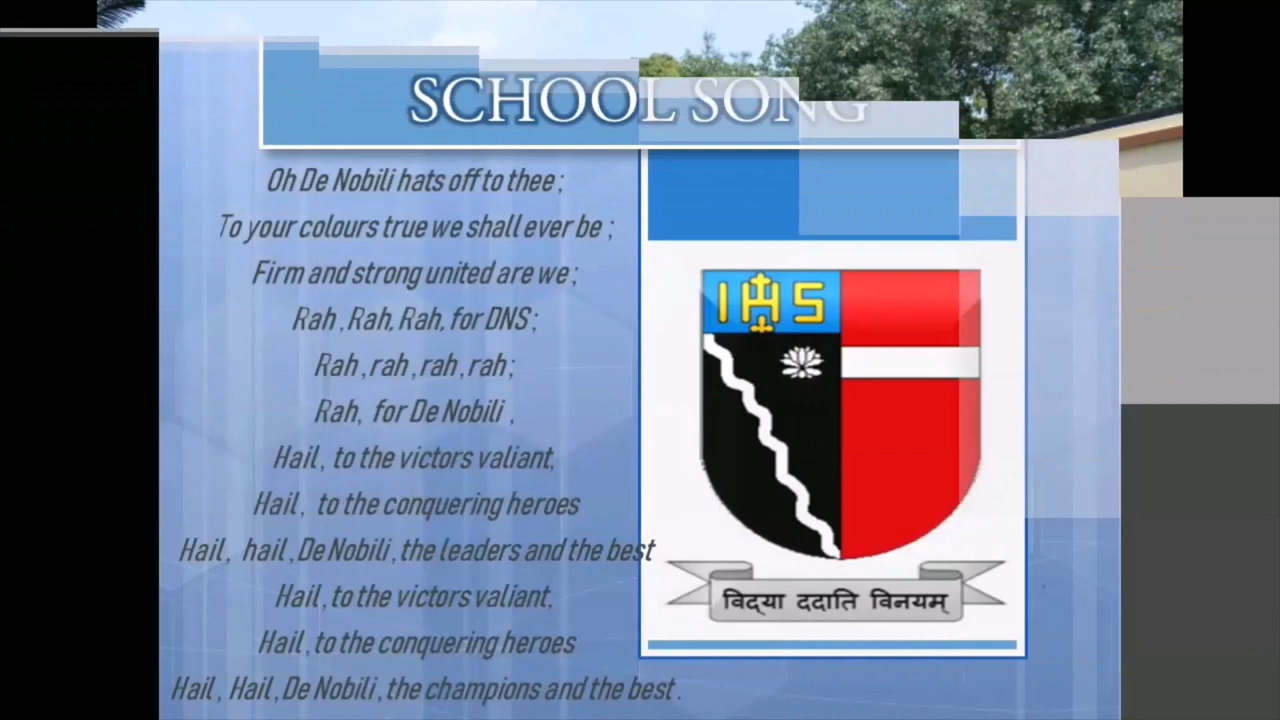 SCHOOL SONG
Oh De Nobili hats off to thee ;
To your colours true we shall ever be ;
Firm and strong united are we ;
Rah , Rah, Rah, for DNS ;
Rah , rah , rah , rah ;
Rah, for De Nobili ,
Hail , to the victors valiant,
Hail , to the conquering heroes
Hail , hail , De Nobili , the leaders and the best
Hail , to the victors valiant,
Hail , to the conquering heroes
Hail , Hail , De Nobili , the champions and the best .
IHS
विद्या ददाति विनयम्